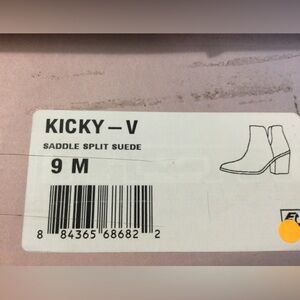 KICKY – V
SADDLE SPLIT SUEDE
9 M
8 84365 68682 2